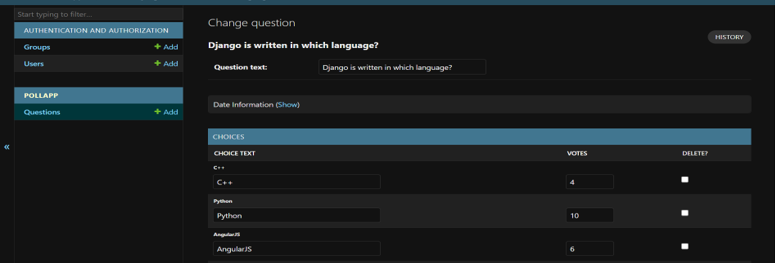 Start typing to filter...
AUTHENTICATION AND AUTHORIZATION
Groups + Add
Users + Add
POLLAPP
Questions + Add
«
Change question
HISTORY
Django is written in which language?
Question text: Django is written in which language?
Date Information (Show)
CHOICES
CHOICE TEXT VOTES DELETE?
C++
C++ 4
Python
Python 10
AngularJS
AngularJS 6